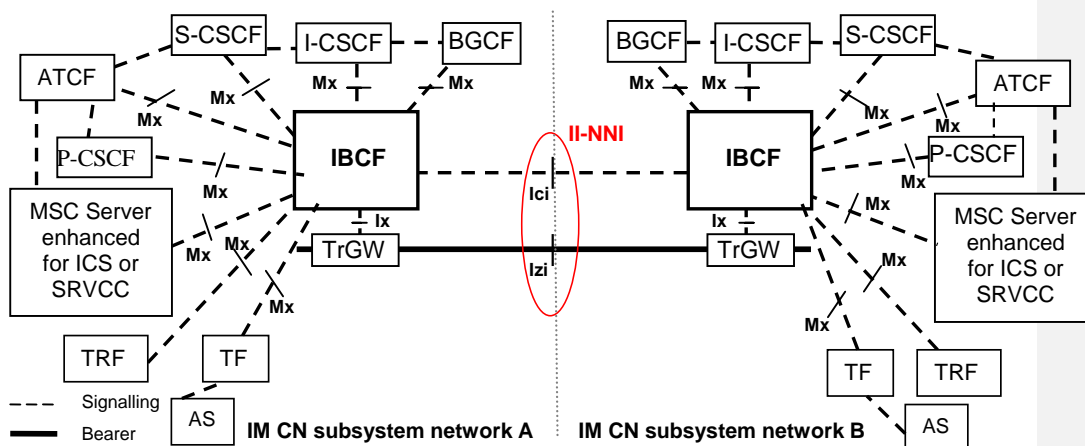 S-CSCF
I-CSCF
BGCF
ATCF
Mx
Mx
Mx
Mx
P-CSCF
IBCF
Mx
MSC Server
enhanced
for ICS or
SRVCC
Mx
Mx
Mx
Ix
TrGW
TRF
TF
AS
II-NNI
Ici
Izi
BGCF
I-CSCF
S-CSCF
ATCF
Mx
Mx
Mx
Mx
IBCF
P-CSCF
Mx
Mx
MSC Server
enhanced
for ICS or
SRVCC
Ix
TrGW
Mx
Mx
TF
TRF
AS
Signalling
Bearer
IM CN subsystem network A
IM CN subsystem network B